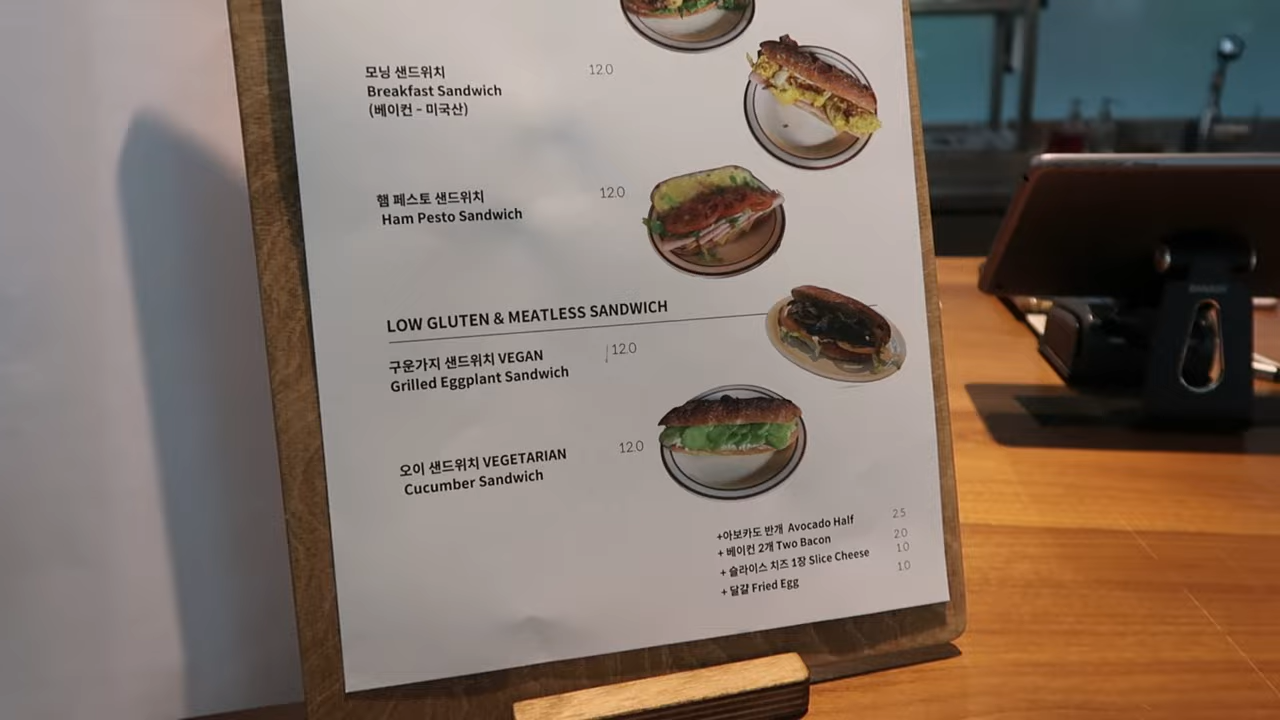 모닝 샌드위치 12.0
Breakfast Sandwich
(베이컨 - 미국산)
햄 페스토 샌드위치 12.0
Ham Pesto Sandwich
LOW GLUTEN & MEATLESS SANDWICH
구운가지 샌드위치 VEGAN 12.0
Grilled Eggplant Sandwich
오이 샌드위치 VEGETARIAN 12.0
Cucumber Sandwich
+아보카도 반개 Avocado Half 2.5
+ 베이컨 2개 Two Bacon 2.0
+ 슬라이스 치즈 1장 Slice Cheese 1.0
+ 달걀 Fried Egg 1.0